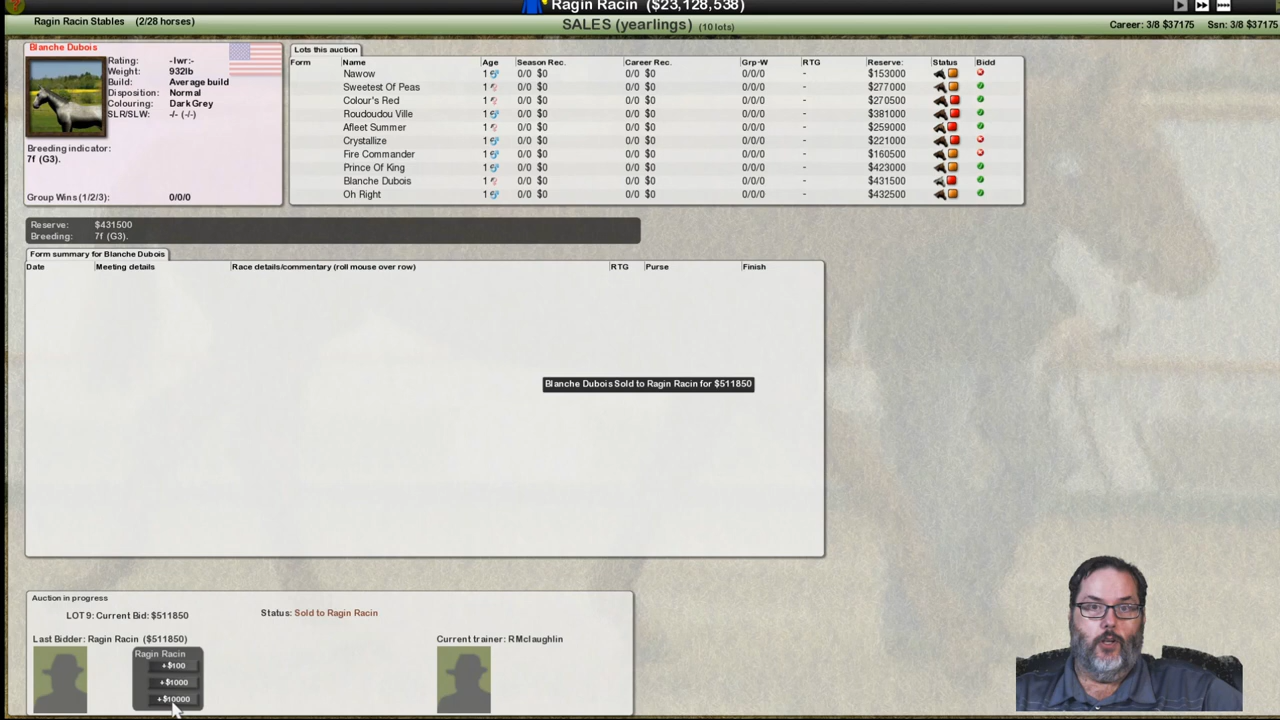 Ragin Racin ($23,128,538)
Ragin Racin Stables (2/28 horses)
SALES (yearlings) (10 lots)
Career: 3/8 $37175 Ssn: 3/8 $37175
Blanche Dubois
Rating: -lwr:-
Weight: 932lb
Build: Average build
Disposition: Normal
Colouring: Dark Grey
SLR/SLW: -/- (-/-)
Breeding indicator:
7f (G3).
Group Wins (1/2/3): 0/0/0
Lots this auction
Form Name Age Season Rec. Career Rec. Grp-W RTG Reserve: Status Bidd
Nawow 1 0/0 $0 0/0 $0 0/0/0 - $153000
Sweetest Of Peas 1 0/0 $0 0/0 $0 0/0/0 - $277000
Colour's Red 1 0/0 $0 0/0 $0 0/0/0 - $270500
Roudoudou Ville 1 0/0 $0 0/0 $0 0/0/0 - $381000
Afleet Summer 1 0/0 $0 0/0 $0 0/0/0 - $259000
Crystallize 1 0/0 $0 0/0 $0 0/0/0 - $221000
Fire Commander 1 0/0 $0 0/0 $0 0/0/0 - $160500
Prince Of King 1 0/0 $0 0/0 $0 0/0/0 - $423000
Blanche Dubois 1 0/0 $0 0/0 $0 0/0/0 - $431500
Oh Right 1 0/0 $0 0/0 $0 0/0/0 - $432500
Reserve: $431500
Breeding: 7f (G3).
Form summary for Blanche Dubois
Date Meeting details Race details/commentary (roll mouse over row) RTG Purse Finish
Blanche Dubois Sold to Ragin Racin for $511850
Auction in progress
LOT 9: Current Bid: $511850
Status: Sold to Ragin Racin
Last Bidder: Ragin Racin ($511850)
Current trainer: R Mclaughlin
Ragin Racin
+$100
+$1000
+$10000